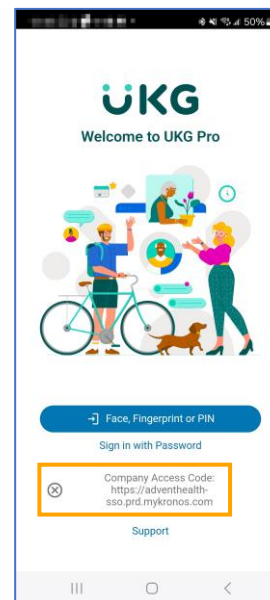 50%
UKG
Welcome to UKG Pro
Face, Fingerprint or PIN
Sign in with Password
Company Access Code:
https://adventhealth-
sso.prd.mykronos.com
Support